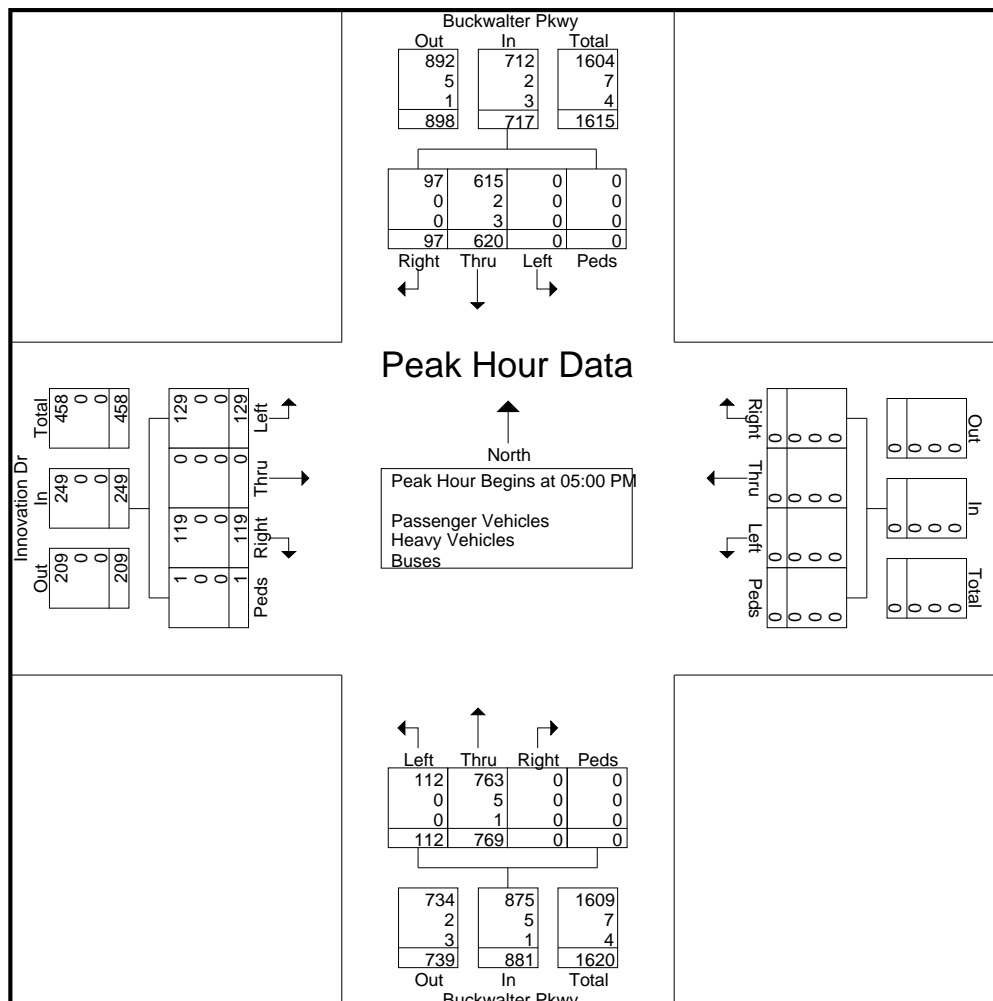 Buckwalter Pkwy
Out In Total
892 712 1604
5 2 7
1 3 4
898 717 1615
97 615 0 0
0 2 0 0
0 3 0 0
97 620 0 0
Right Thru Left Peds
Peak Hour Data
North
Peak Hour Begins at 05:00 PM
Passenger Vehicles
Heavy Vehicles
Buses
Innovation Dr
Out In Total
209 249 458
0 0 0
0 0 0
209 249 458
1 119 0 129
0 0 0 0
0 0 0 0
1 119 0 129
Peds Right Thru Left
Out In Total
0 0 0
0 0 0
0 0 0
0 0 0
0 0 0 0
0 0 0 0
0 0 0 0
0 0 0 0
Right Thru Left Peds
Left Thru Right Peds
112 763 0 0
0 5 0 0
0 1 0 0
112 769 0 0
734 875 1609
2 5 7
3 1 4
739 881 1620
Out In Total
Buckwalter Pkwy